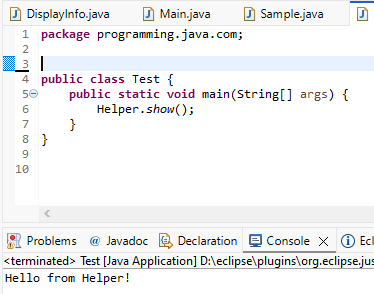 DisplayInfo.java Main.java Sample.java
1 package programming.java.com;
2
3
4 public class Test {
5 public static void main(String[] args) {
6 Helper.show();
7 }
8 }
9
10
Problems @ Javadoc Declaration Console Ecl
<terminated> Test [Java Application] D:\eclipse\plugins\org.eclipse.jus
Hello from Helper!